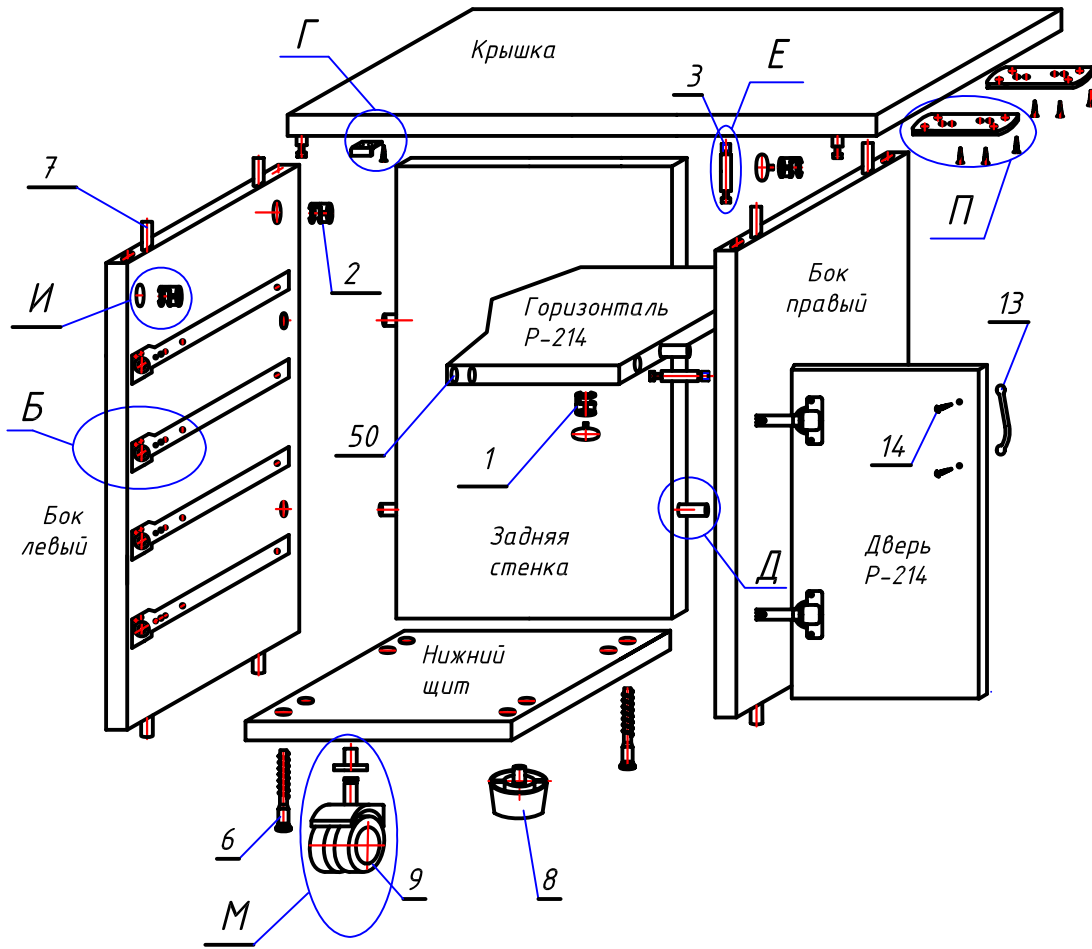 Г
Крышка
Е
3
7
П
2
И
Бок
правый
13
Горизонталь
Р-214
Б
50
1
14
Бок
левый
Задняя
стенка
Д
Дверь
Р-214
Нижний
щит
6
9
8
М